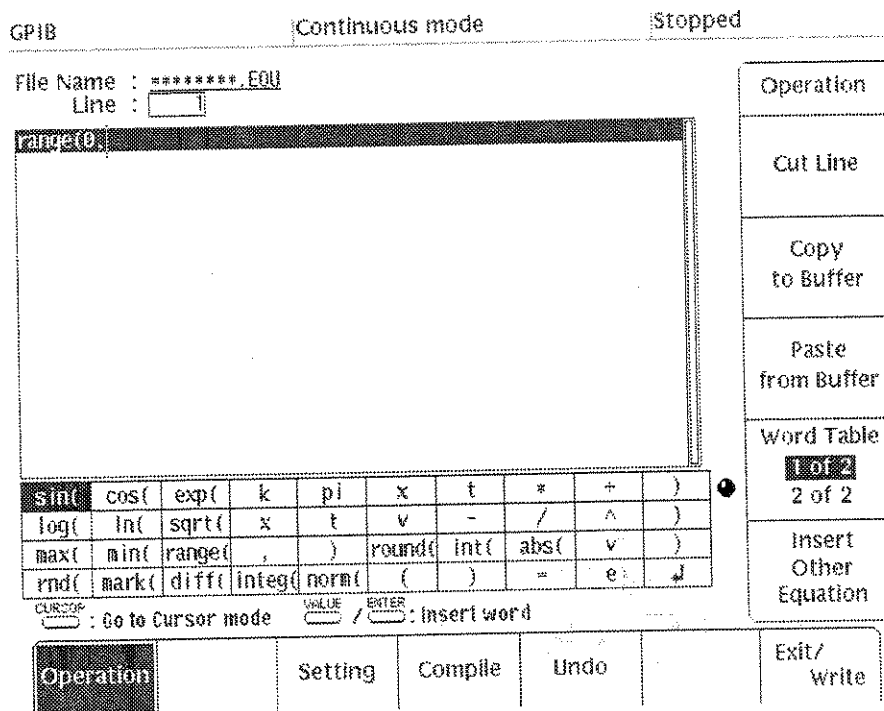 GPIB Continuous mode Stopped
File Name : ********.EQU
Line : 1
range(0,
Operation
Cut Line
Copy
to Buffer
Paste
from Buffer
Word Table
1 of 2
2 of 2
Insert
Other
Equation
sin( cos( exp( k pi x t * + )
log( ln( sqrt( x t v - / ^ )
max( min( range( , ) round( int( abs( v )
rnd( mark( diff( integ( norm( ( ) = e ↲
CURSOR : Go to Cursor mode VALUE / ENTER : Insert word
Operation Setting Compile Undo Exit/
Write